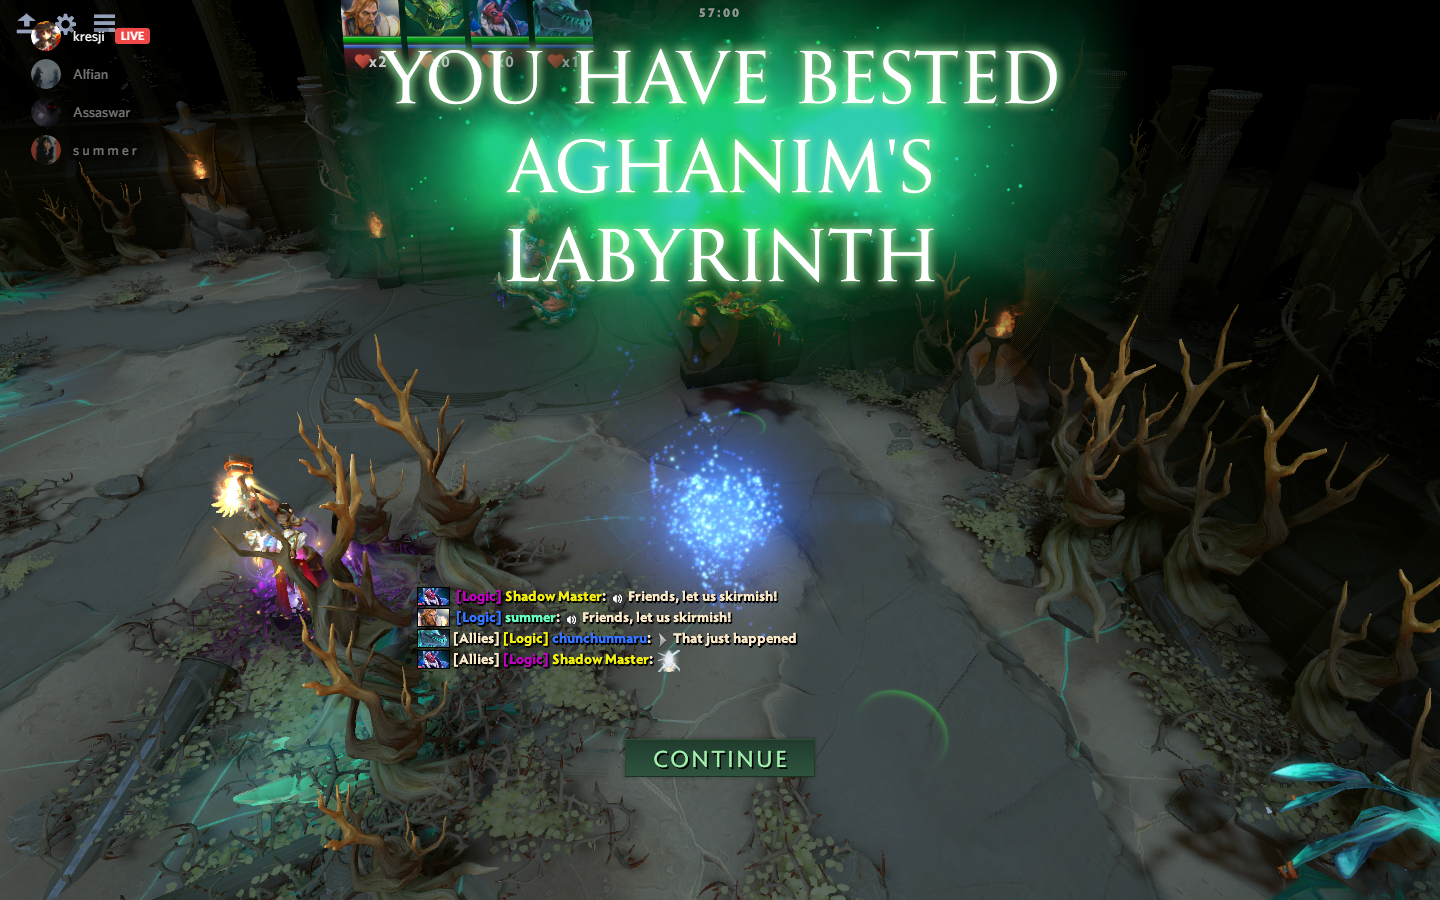 57:00
kresji LIVE
Alfian
Assaswar
summer
x2
x0
x1
YOU HAVE BESTED
AGHANIM'S
LABYRINTH
[Logic] Shadow Master: Friends, let us skirmish!
[Logic] summer: Friends, let us skirmish!
[Allies] [Logic] chunchunmaru: That just happened
[Allies] [Logic] Shadow Master:
CONTINUE